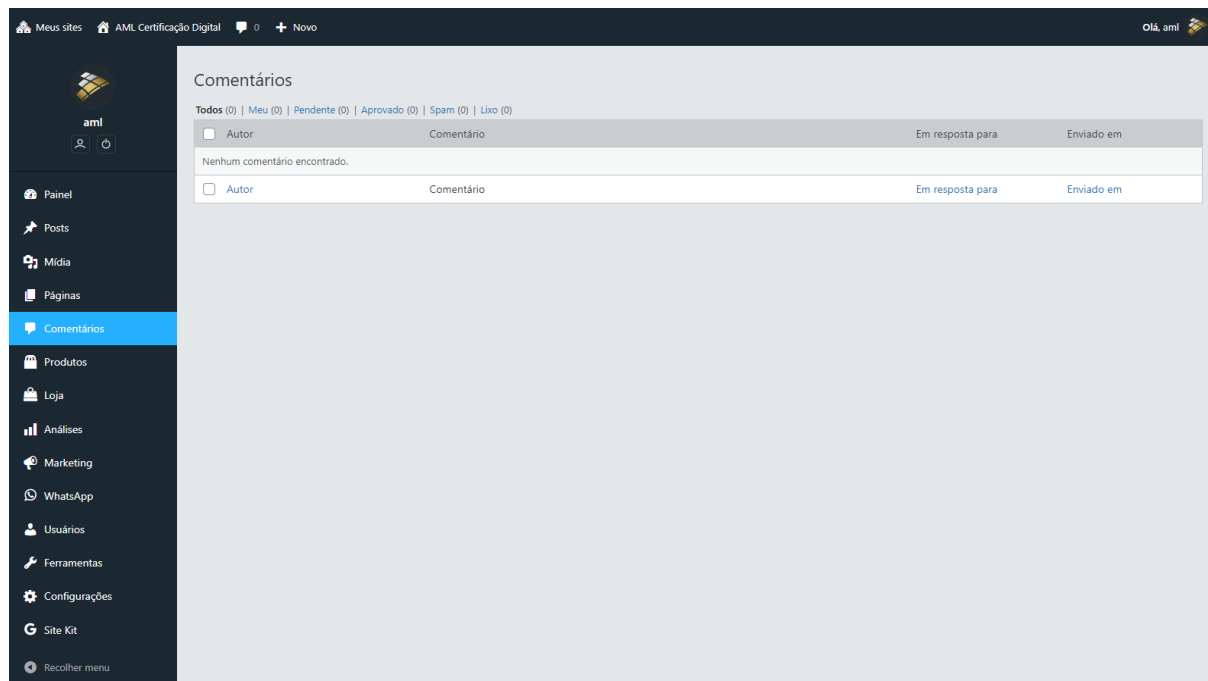 Meus sites AML Certificação Digital 0 Novo Olá, aml
aml
Painel
Posts
Mídia
Páginas
Comentários
Produtos
Loja
Análises
Marketing
WhatsApp
Usuários
Ferramentas
Configurações
Site Kit
Recolher menu
Comentários
Todos (0) | Meu (0) | Pendente (0) | Aprovado (0) | Spam (0) | Lixo (0)
Autor Comentário Em resposta para Enviado em
Nenhum comentário encontrado.
Autor Comentário Em resposta para Enviado em